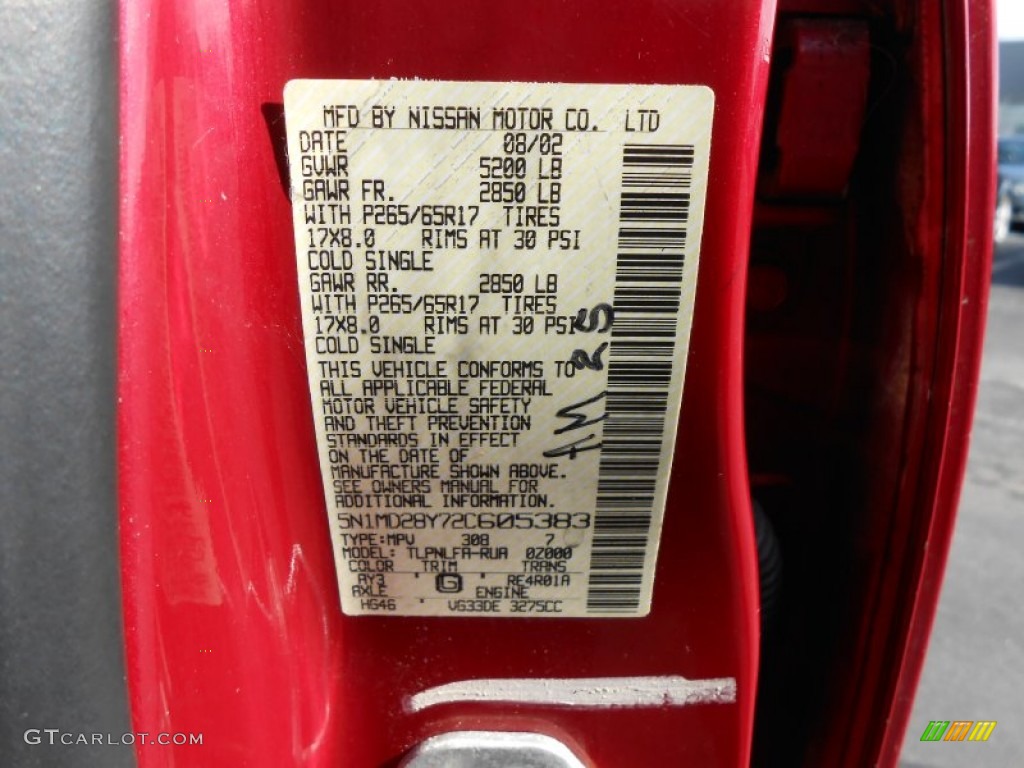 MFD BY NISSAN MOTOR CO. LTD
DATE 08/02
GVWR 5200 LB
GAWR FR. 2850 LB
WITH P265/65R17 TIRES
17X8.0 RIMS AT 30 PSI
COLD SINGLE
GAWR RR. 2850 LB
WITH P265/65R17 TIRES
17X8.0 RIMS AT 30 PSI
COLD SINGLE
THIS VEHICLE CONFORMS TO
ALL APPLICABLE FEDERAL
MOTOR VEHICLE SAFETY
AND THEFT PREVENTION
STANDARDS IN EFFECT
ON THE DATE OF
MANUFACTURE SHOWN ABOVE.
SEE OWNERS MANUAL FOR
ADDITIONAL INFORMATION.
5N1MD28Y72C605383
TYPE:MPV 308 7
MODEL: TLPNLFA-RUA 0Z000
COLOR TRIM TRANS
AY3 ' G ' RE4R01A
AXLE ENGINE
HG46 ' VG33DE 3275CC
GTCARLOT.COM